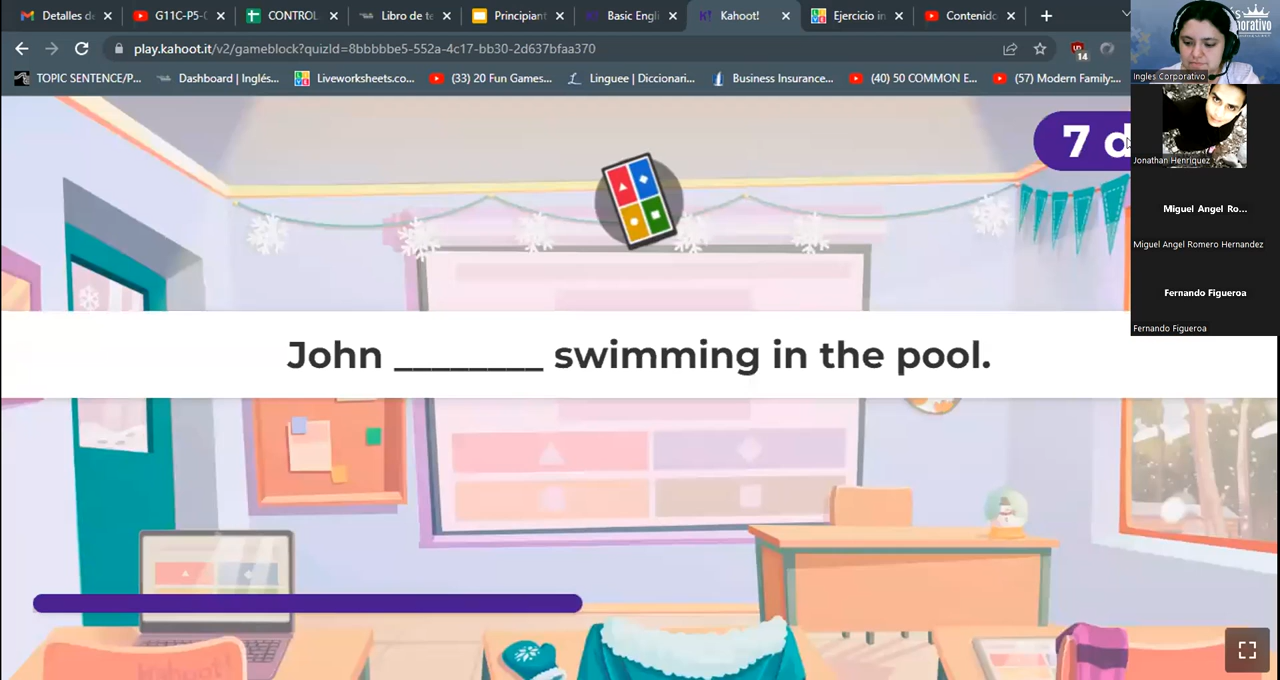 Detalles de
G11C-P5-
CONTROL
Libro de te
Principiant
Basic Engli
Kahoot!
Ejercicio in
Contenido
play.kahoot.it/v2/gameblock?quizId=8bbbbbe5-552a-4c17-bb30-2d637bfaa370
14
TOPIC SENTENCE/P...
Dashboard | Inglés...
Liveworksheets.co...
(33) 20 Fun Games...
Linguee | Diccionari...
Business Insurance...
(40) 50 COMMON E...
(57) Modern Family:...
Ingles Corporativo
7 d
Jonathan Henriquez
Miguel Angel Ro...
Miguel Angel Romero Hernandez
Fernando Figueroa
Fernando Figueroa
John ________ swimming in the pool.